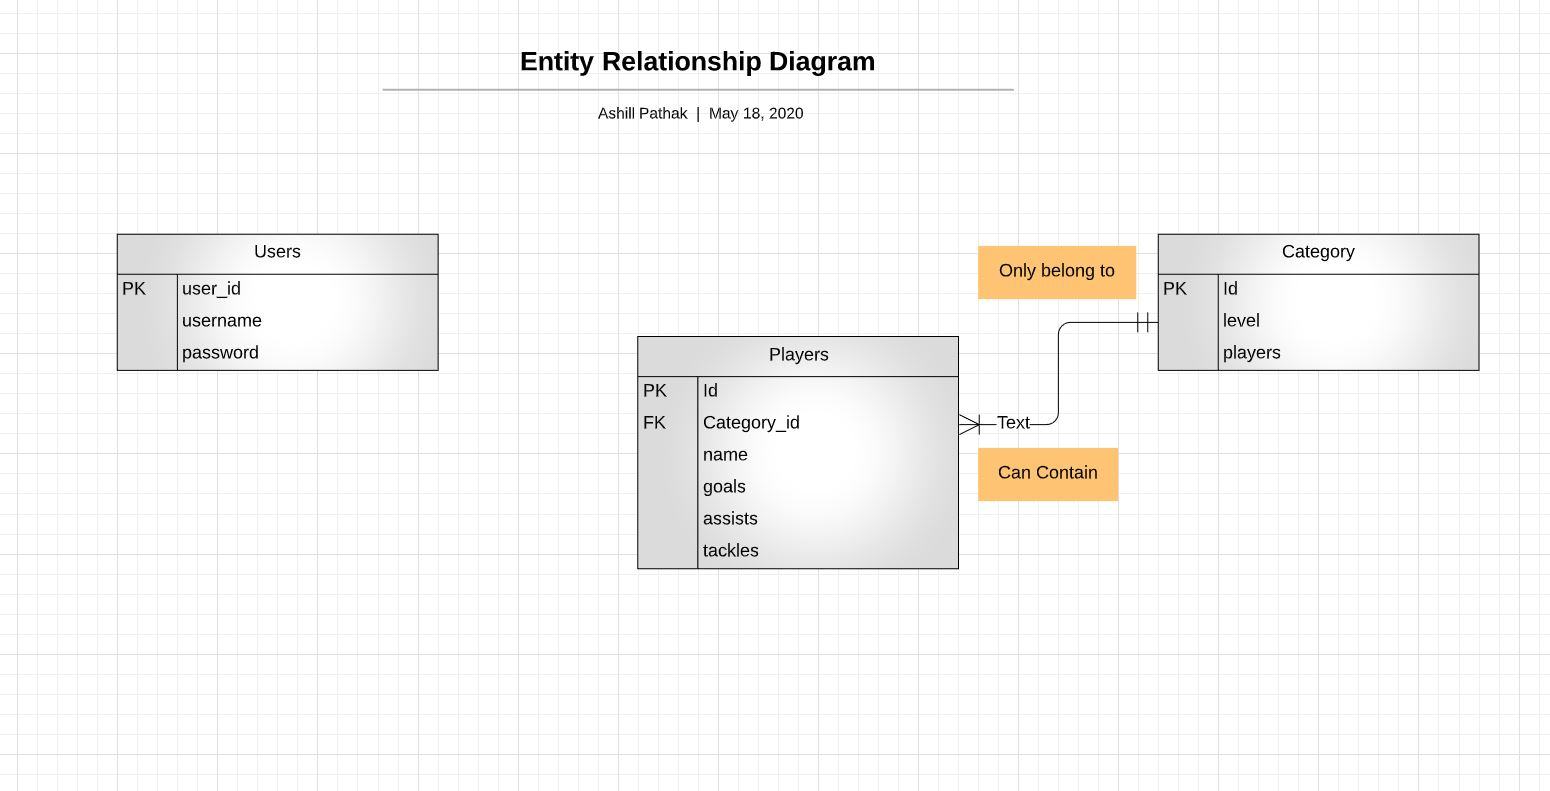 Entity Relationship Diagram
Ashill Pathak | May 18, 2020
Users
PK user_id
username
password
Players
PK Id
FK Category_id
name
goals
assists
tackles
Only belong to
Text
Can Contain
Category
PK Id
level
players